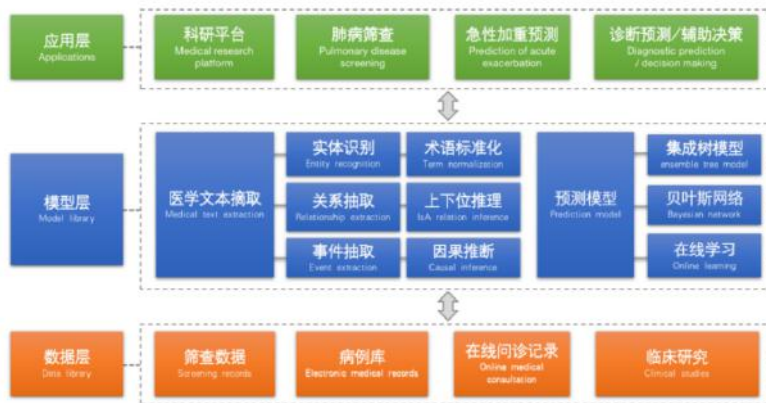 应用层
Applications
科研平台
Medical research
platform
肺病筛查
Pulmonary disease
screening
急性加重预测
Prediction of acute
exacerbation
诊断预测/辅助决策
Diagnostic prediction
/ decision making
模型层
Model library
医学文本摘取
Medical text extraction
实体识别
Entity recognition
术语标准化
Term normalization
关系抽取
Relationship extraction
上下位推理
IsA relation inference
事件抽取
Event extraction
因果推断
Causal inference
预测模型
Prediction model
集成树模型
ensemble tree model
贝叶斯网络
Bayesian network
在线学习
Online learning
数据层
Data library
筛查数据
Screening records
病例库
Electronic medical records
在线问诊记录
Online medical
consultation
临床研究
Clinical studies